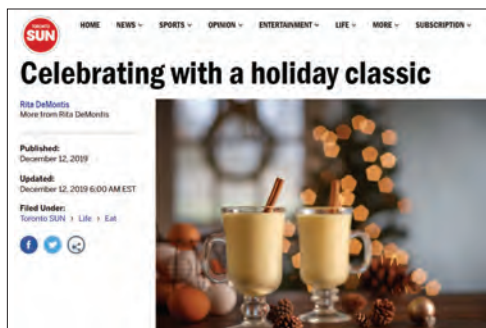 TORONTO
SUN
HOME NEWS SPORTS OPINION ENTERTAINMENT LIFE MORE SUBSCRIPTION
Celebrating with a holiday classic
Rita DeMontis
More from Rita DeMontis
Published:
December 12, 2019
Updated:
December 12, 2019 6:00 AM EST
Filed Under:
Toronto SUN › Life › Eat